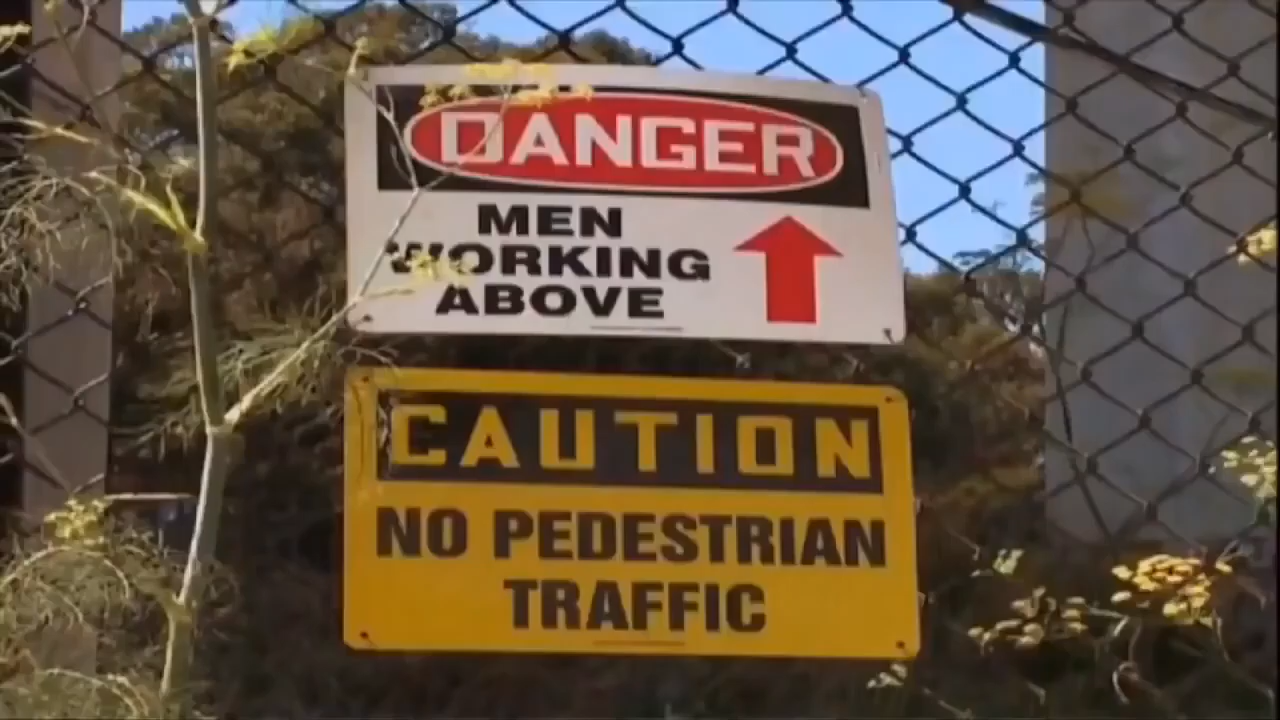 DANGER
MEN
WORKING
ABOVE
CAUTION
NO PEDESTRIAN
TRAFFIC